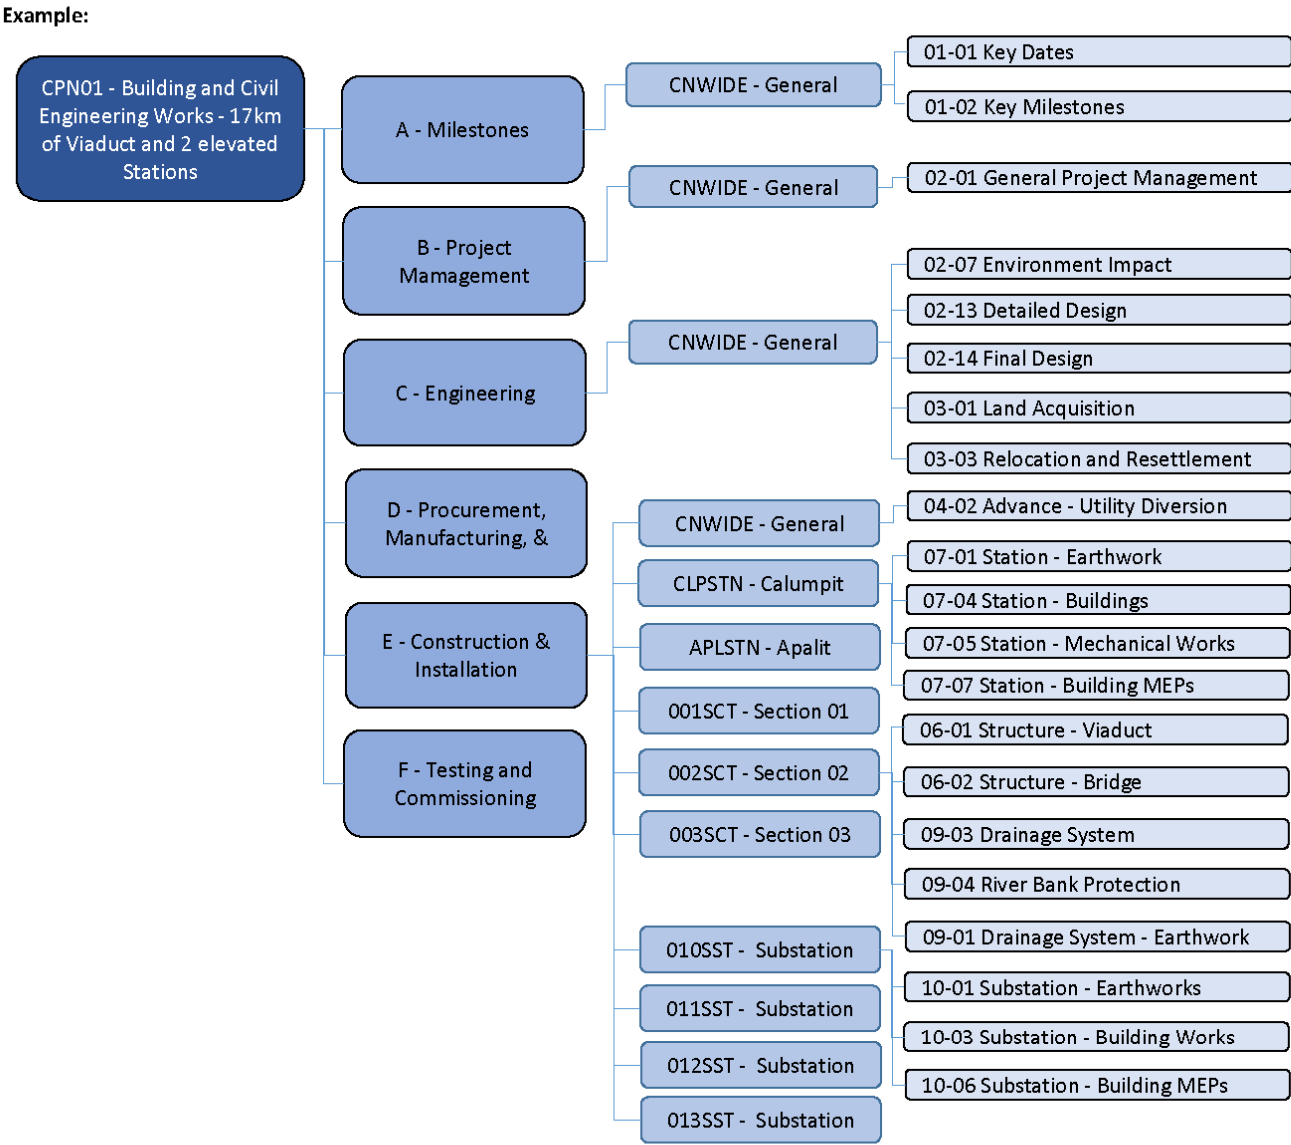 Example:
CPN01 - Building and Civil
Engineering Works - 17km
of Viaduct and 2 elevated
Stations
A - Milestones
CNWIDE - General
01-01 Key Dates
01-02 Key Milestones
B - Project
Mamagement
CNWIDE - General
02-01 General Project Management
C - Engineering
CNWIDE - General
02-07 Environment Impact
02-13 Detailed Design
02-14 Final Design
03-01 Land Acquisition
03-03 Relocation and Resettlement
D - Procurement,
Manufacturing, &
E - Construction &
Installation
CNWIDE - General
04-02 Advance - Utility Diversion
CLPSTN - Calumpit
07-01 Station - Earthwork
07-04 Station - Buildings
07-05 Station - Mechanical Works
07-07 Station - Building MEPs
APLSTN - Apalit
001SCT - Section 01
002SCT - Section 02
06-01 Structure - Viaduct
06-02 Structure - Bridge
09-03 Drainage System
09-04 River Bank Protection
09-01 Drainage System - Earthwork
003SCT - Section 03
010SST - Substation
10-01 Substation - Earthworks
10-03 Substation - Building Works
10-06 Substation - Building MEPs
011SST - Substation
012SST - Substation
013SST - Substation
F - Testing and
Commissioning